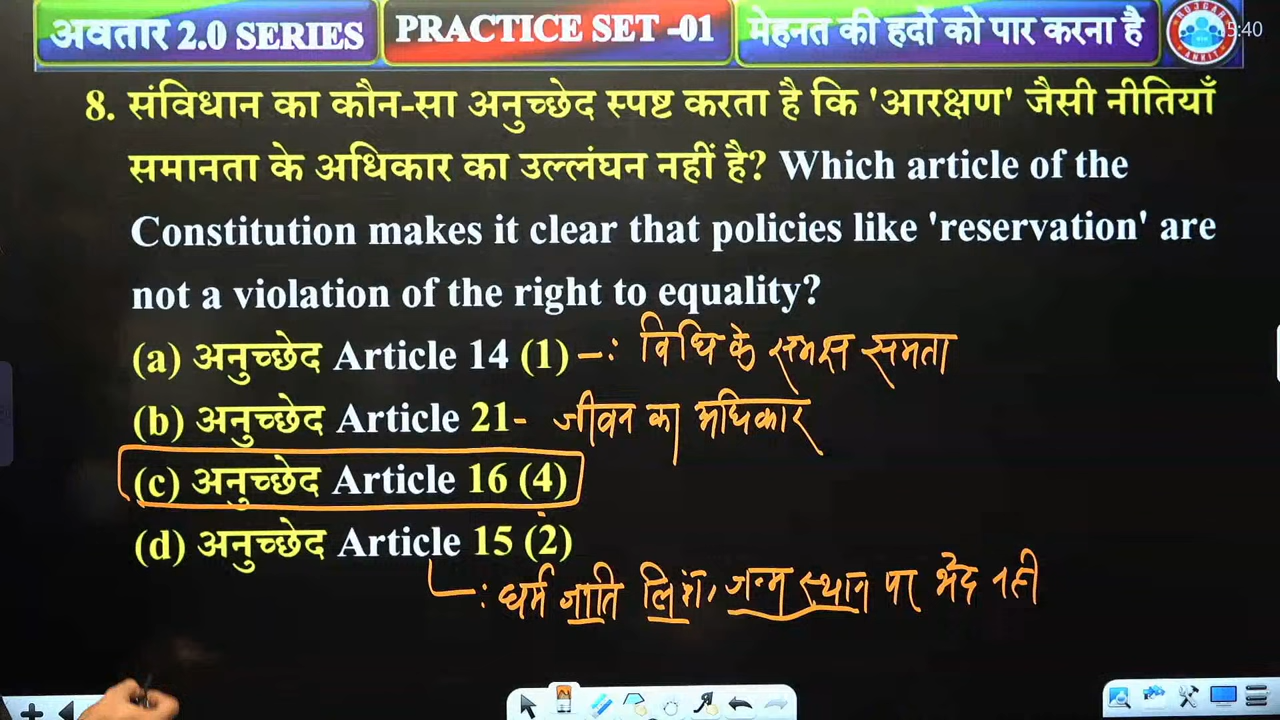 अवतार 2.0 SERIES
PRACTICE SET -01
मेहनत की हदों को पार करना है
5:40
8. संविधान का कौन-सा अनुच्छेद स्पष्ट करता है कि 'आरक्षण' जैसी नीतियाँ
समानता के अधिकार का उल्लंघन नहीं है? Which article of the
Constitution makes it clear that policies like 'reservation' are
not a violation of the right to equality?
(a) अनुच्छेद Article 14 (1) -: विधि के समक्ष समता
(b) अनुच्छेद Article 21- जीवन का अधिकार
(c) अनुच्छेद Article 16 (4)
(d) अनुच्छेद Article 15 (2)
-: धर्म जाति लिंग, जन्म स्थान पर भेद नही